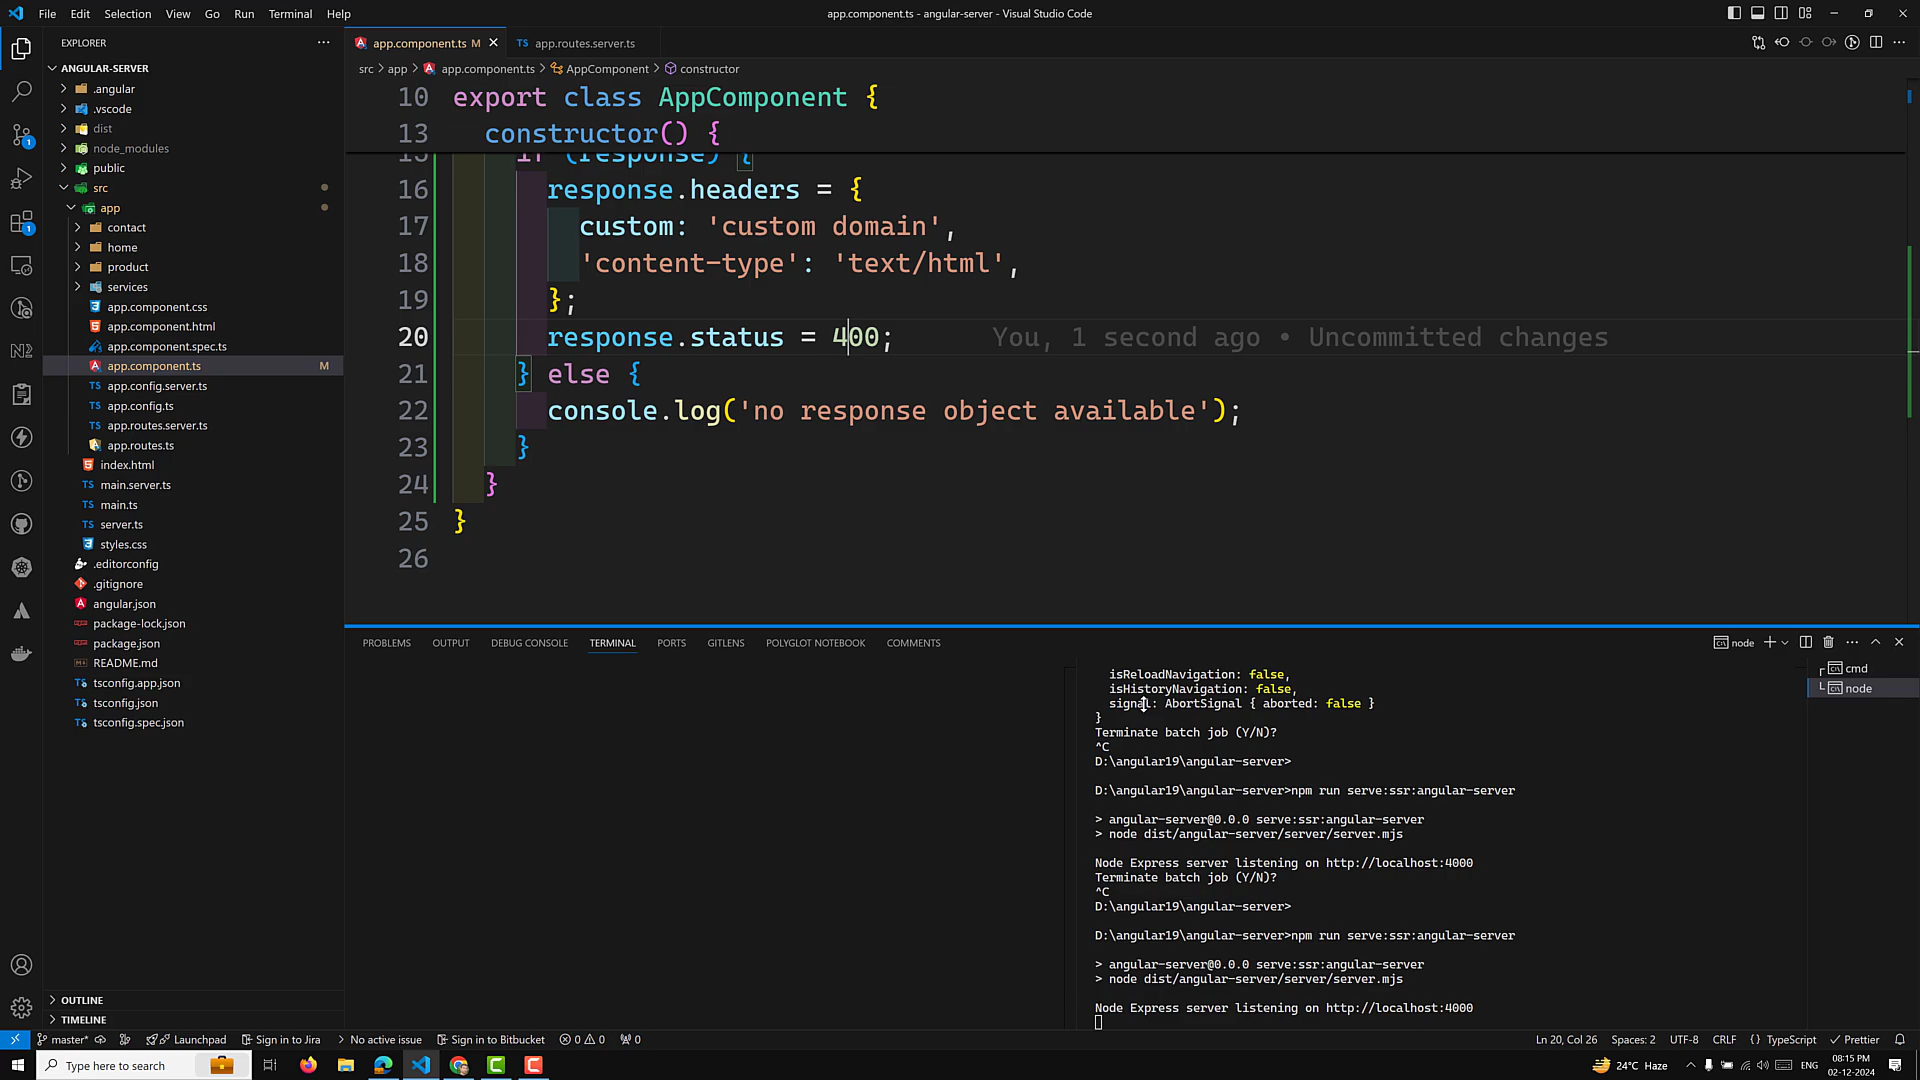 File Edit Selection View Go Run Terminal Help
app.component.ts - angular-server - Visual Studio Code
EXPLORER
ANGULAR-SERVER
.angular
.vscode
dist
node_modules
public
src
app
contact
home
product
services
app.component.css
app.component.html
app.component.spec.ts
app.component.ts M
app.config.server.ts
app.config.ts
app.routes.server.ts
app.routes.ts
index.html
main.server.ts
main.ts
server.ts
styles.css
.editorconfig
.gitignore
angular.json
package-lock.json
package.json
README.md
tsconfig.app.json
tsconfig.json
tsconfig.spec.json
OUTLINE
TIMELINE
app.component.ts M
TS app.routes.server.ts
src > app > app.component.ts > AppComponent > constructor
10 export class AppComponent {
13 constructor() {
15 if (response) {
16 response.headers = {
17 custom: 'custom domain',
18 'content-type': 'text/html',
19 };
20 response.status = 400; You, 1 second ago • Uncommitted changes
21 } else {
22 console.log('no response object available');
23 }
24 }
25 }
26
PROBLEMS OUTPUT DEBUG CONSOLE TERMINAL PORTS GITLENS POLYGLOT NOTEBOOK COMMENTS
node
cmd
node
isReloadNavigation: false,
isHistoryNavigation: false,
signal: AbortSignal { aborted: false }
}
Terminate batch job (Y/N)?
^C
D:\angular19\angular-server>
D:\angular19\angular-server>npm run serve:ssr:angular-server
> angular-server@0.0.0 serve:ssr:angular-server
> node dist/angular-server/server/server.mjs
Node Express server listening on http://localhost:4000
Terminate batch job (Y/N)?
^C
D:\angular19\angular-server>
D:\angular19\angular-server>npm run serve:ssr:angular-server
> angular-server@0.0.0 serve:ssr:angular-server
> node dist/angular-server/server/server.mjs
Node Express server listening on http://localhost:4000
master* Launchpad Sign in to Jira No active issue Sign in to Bitbucket 0 0 0
Ln 20, Col 26 Spaces: 2 UTF-8 CRLF {} TypeScript Prettier
Type here to search
24°C Haze
ENG
08:15 PM
02-12-2024